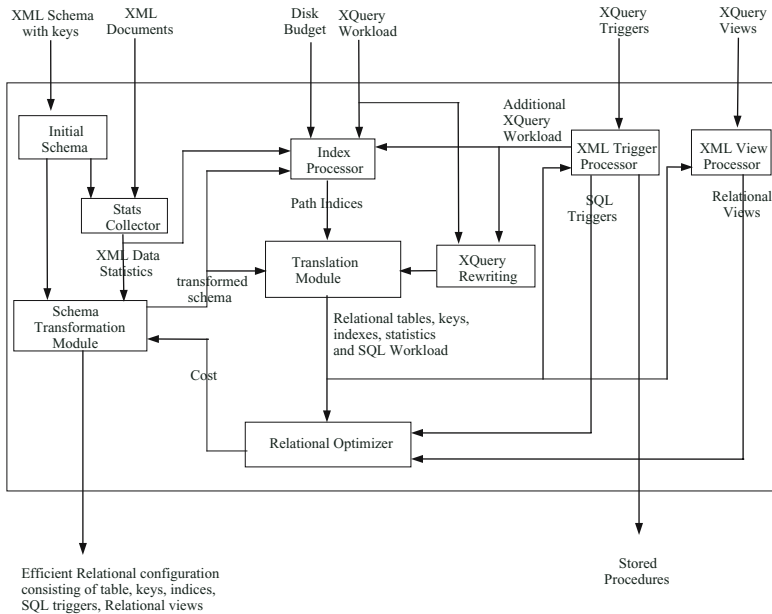 XML Schema
with keys
XML
Documents
Disk
Budget
XQuery
Workload
XQuery
Triggers
XQuery
Views
Initial
Schema
Stats
Collector
XML Data
Statistics
Index
Processor
Path Indices
Additional
XQuery
Workload
XML Trigger
Processor
XML View
Processor
SQL
Triggers
Relational
Views
transformed
schema
Translation
Module
XQuery
Rewriting
Schema
Transformation
Module
Relational tables, keys,
indexes, statistics
and SQL Workload
Cost
Relational Optimizer
Efficient Relational configuration
consisting of table, keys, indices,
SQL triggers, Relational views
Stored
Procedures